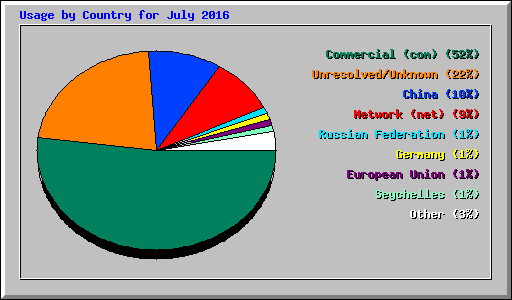 Usage by Country for July 2016
Commercial (com) (52%)
Unresolved/Unknown (22%)
China (10%)
Network (net) (9%)
Russian Federation (1%)
Germany (1%)
European Union (1%)
Seychelles (1%)
Other (3%)